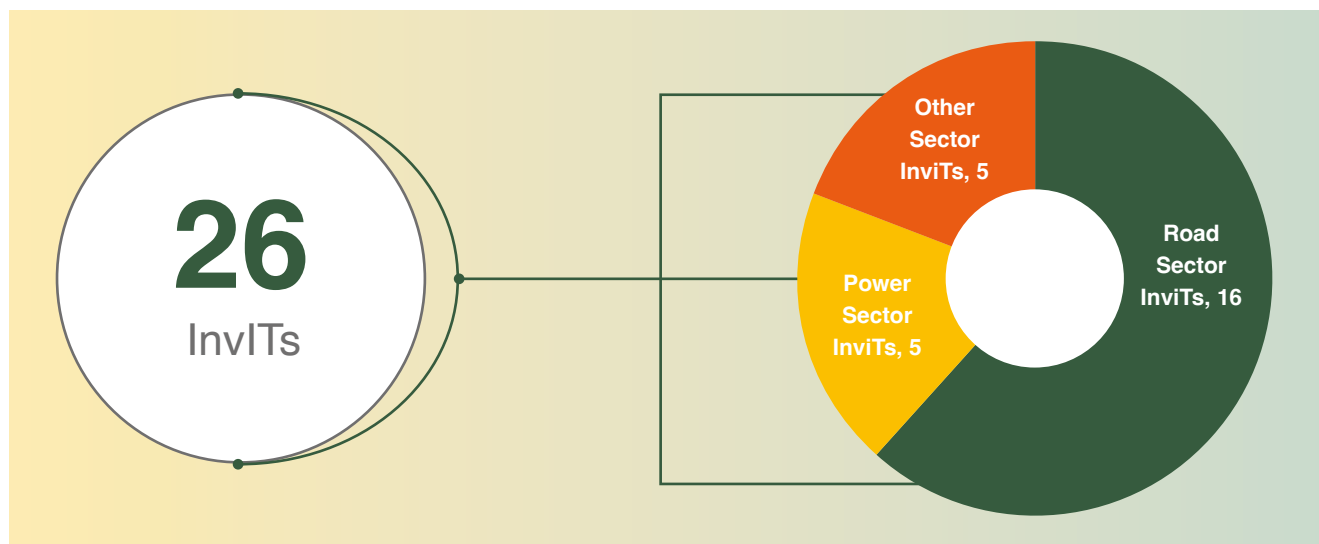 26
InvITs
Other
Sector
InviTs, 5
Power
Sector
InviTs, 5
Road
Sector
InviTs, 16